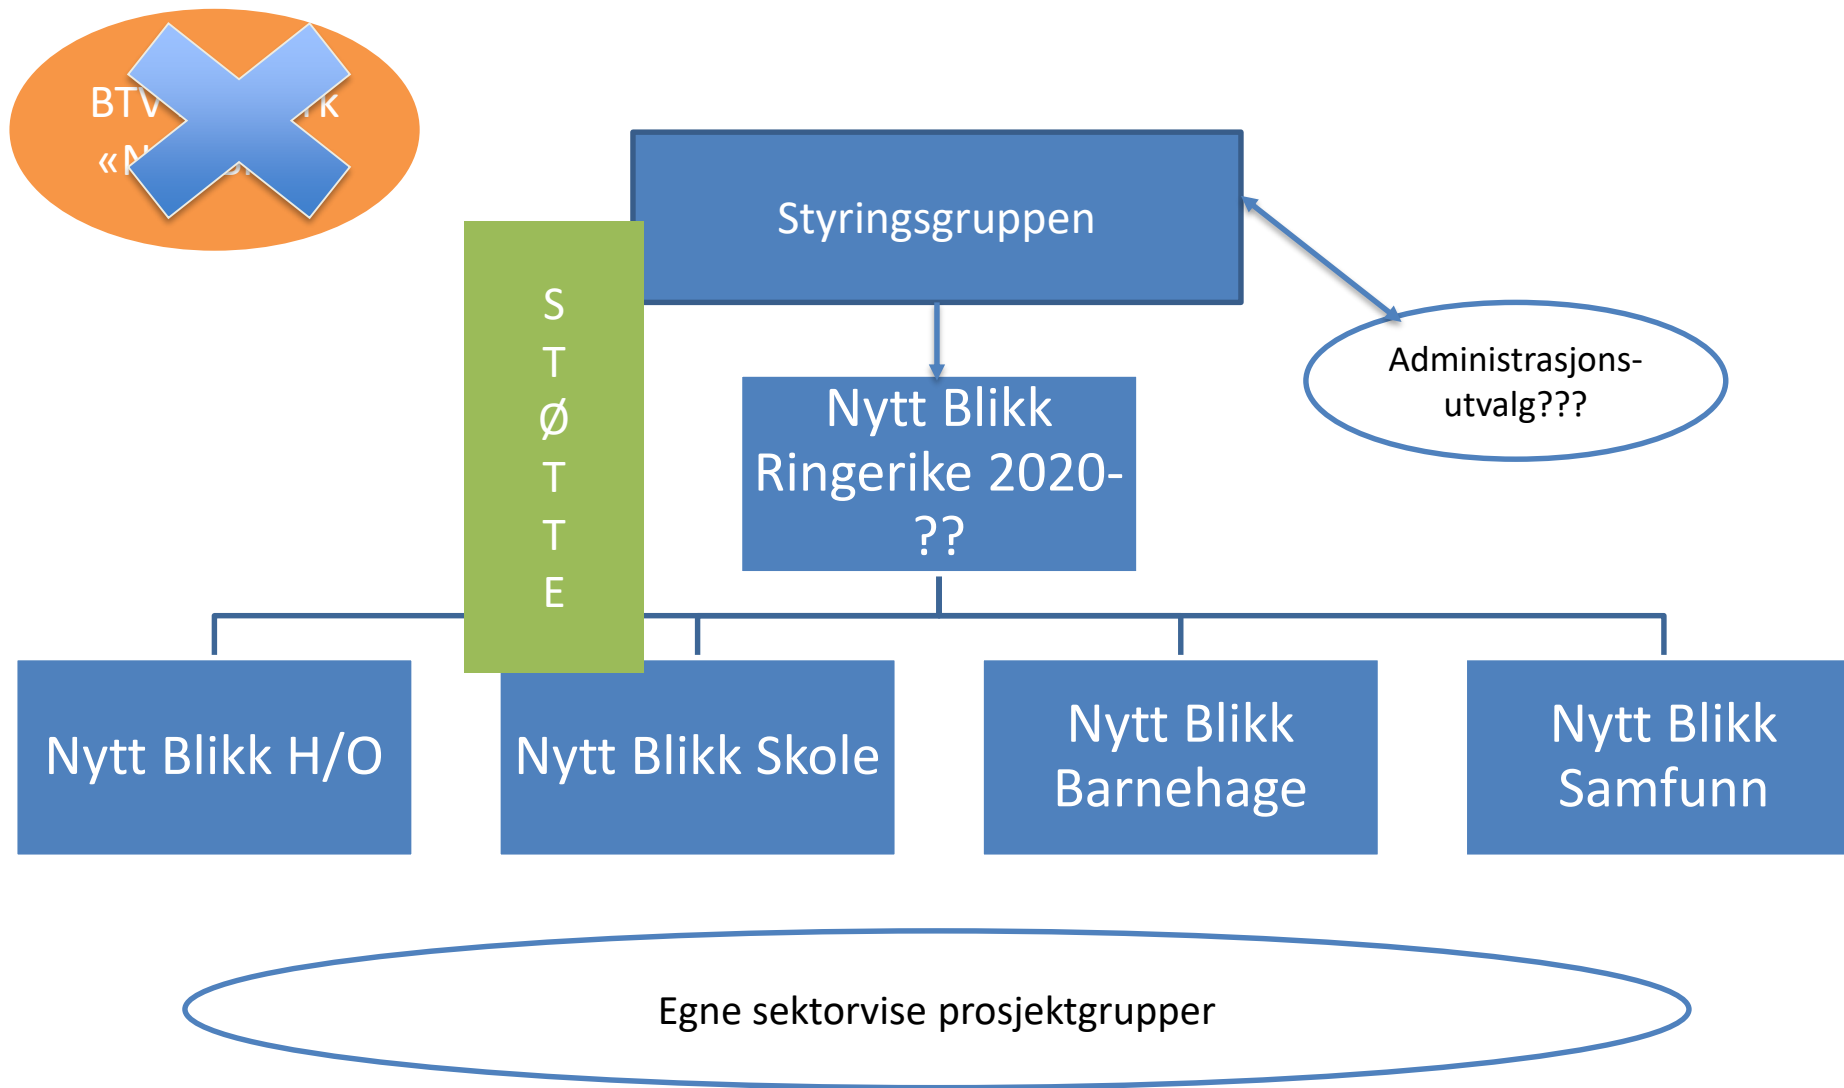 BTV
Styringsgruppen
S
T
Ø
T
T
E
Administrasjons-
utvalg???
Nytt Blikk
Ringerike 2020-
??
Nytt Blikk H/O
Nytt Blikk Skole
Nytt Blikk
Barnehage
Nytt Blikk
Samfunn
Egne sektorvise prosjektgrupper